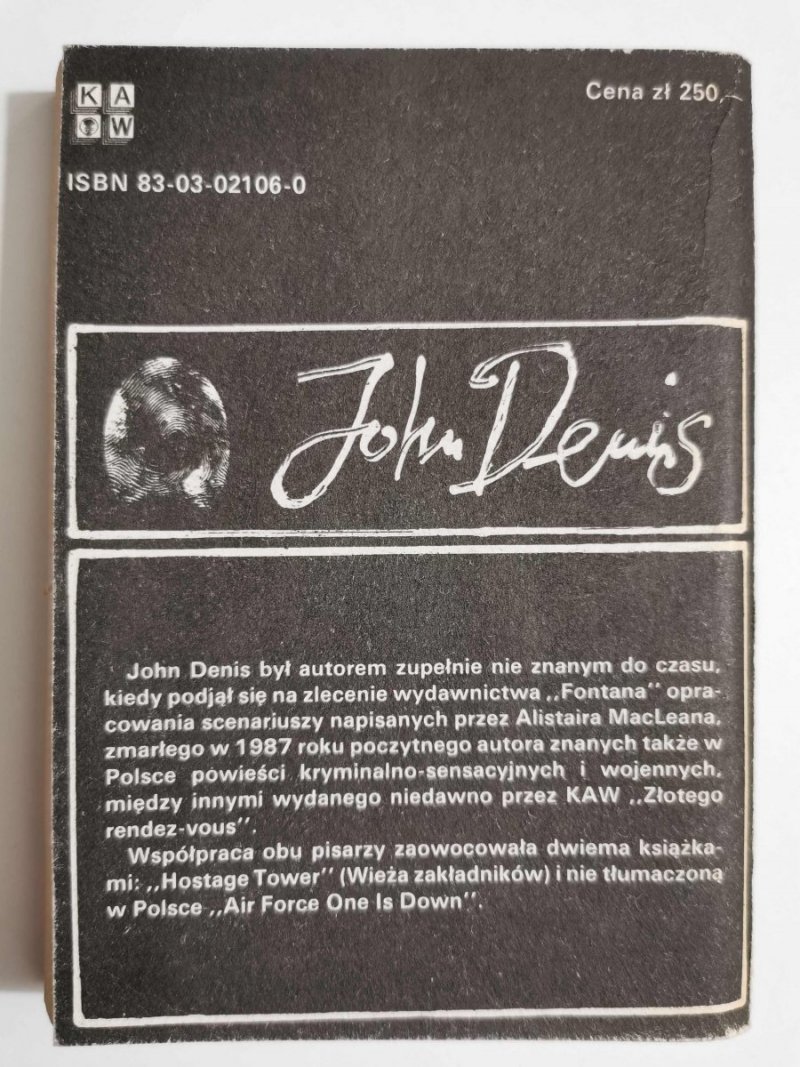 K A
W
Cena zł 250,-
ISBN 83-03-02106-0
John Denis
John Denis był autorem zupełnie nie znanym do czasu,
kiedy podjął się na zlecenie wydawnictwa ,,Fontana" opra-
cowania scenariuszy napisanych przez Alistaira MacLeana,
zmarłego w 1987 roku poczytnego autora znanych także w
Polsce powieści kryminalno-sensacyjnych i wojennych,
między innymi wydanego niedawno przez KAW ,,Złotego
rendez-vous".
Współpraca obu pisarzy zaowocowała dwiema książka-
mi: ,,Hostage Tower" (Wieża zakładników) i nie tłumaczoną
w Polsce ,,Air Force One Is Down".